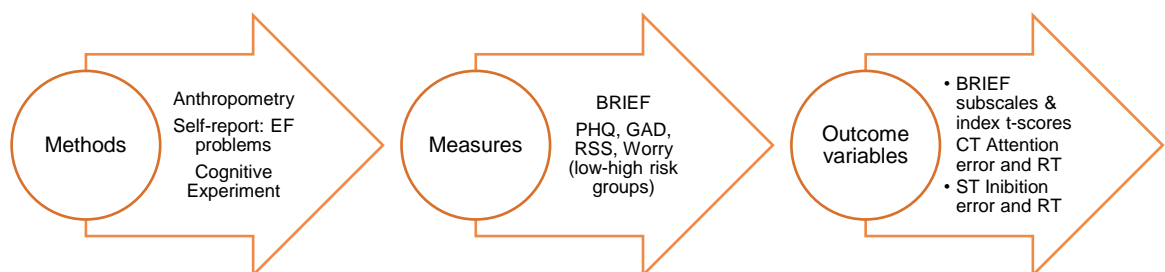 Methods
Anthropometry
Self-report: EF
problems
Cognitive
Experiment
Measures
BRIEF
PHQ, GAD,
RSS, Worry
(low-high risk
groups)
Outcome
variables
• BRIEF
subscales &
index t-scores
CT Attention
error and RT
• ST Inibition
error and RT